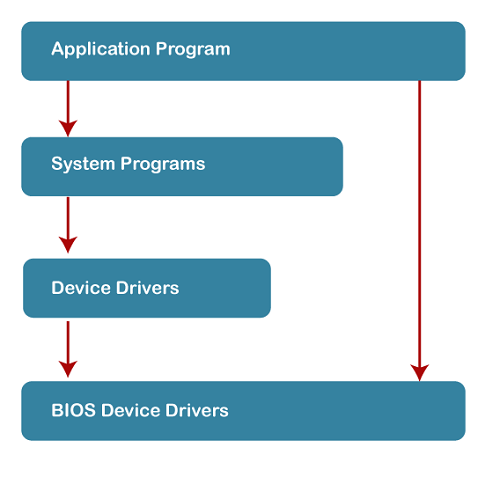 Application Program
System Programs
Device Drivers
BIOS Device Drivers